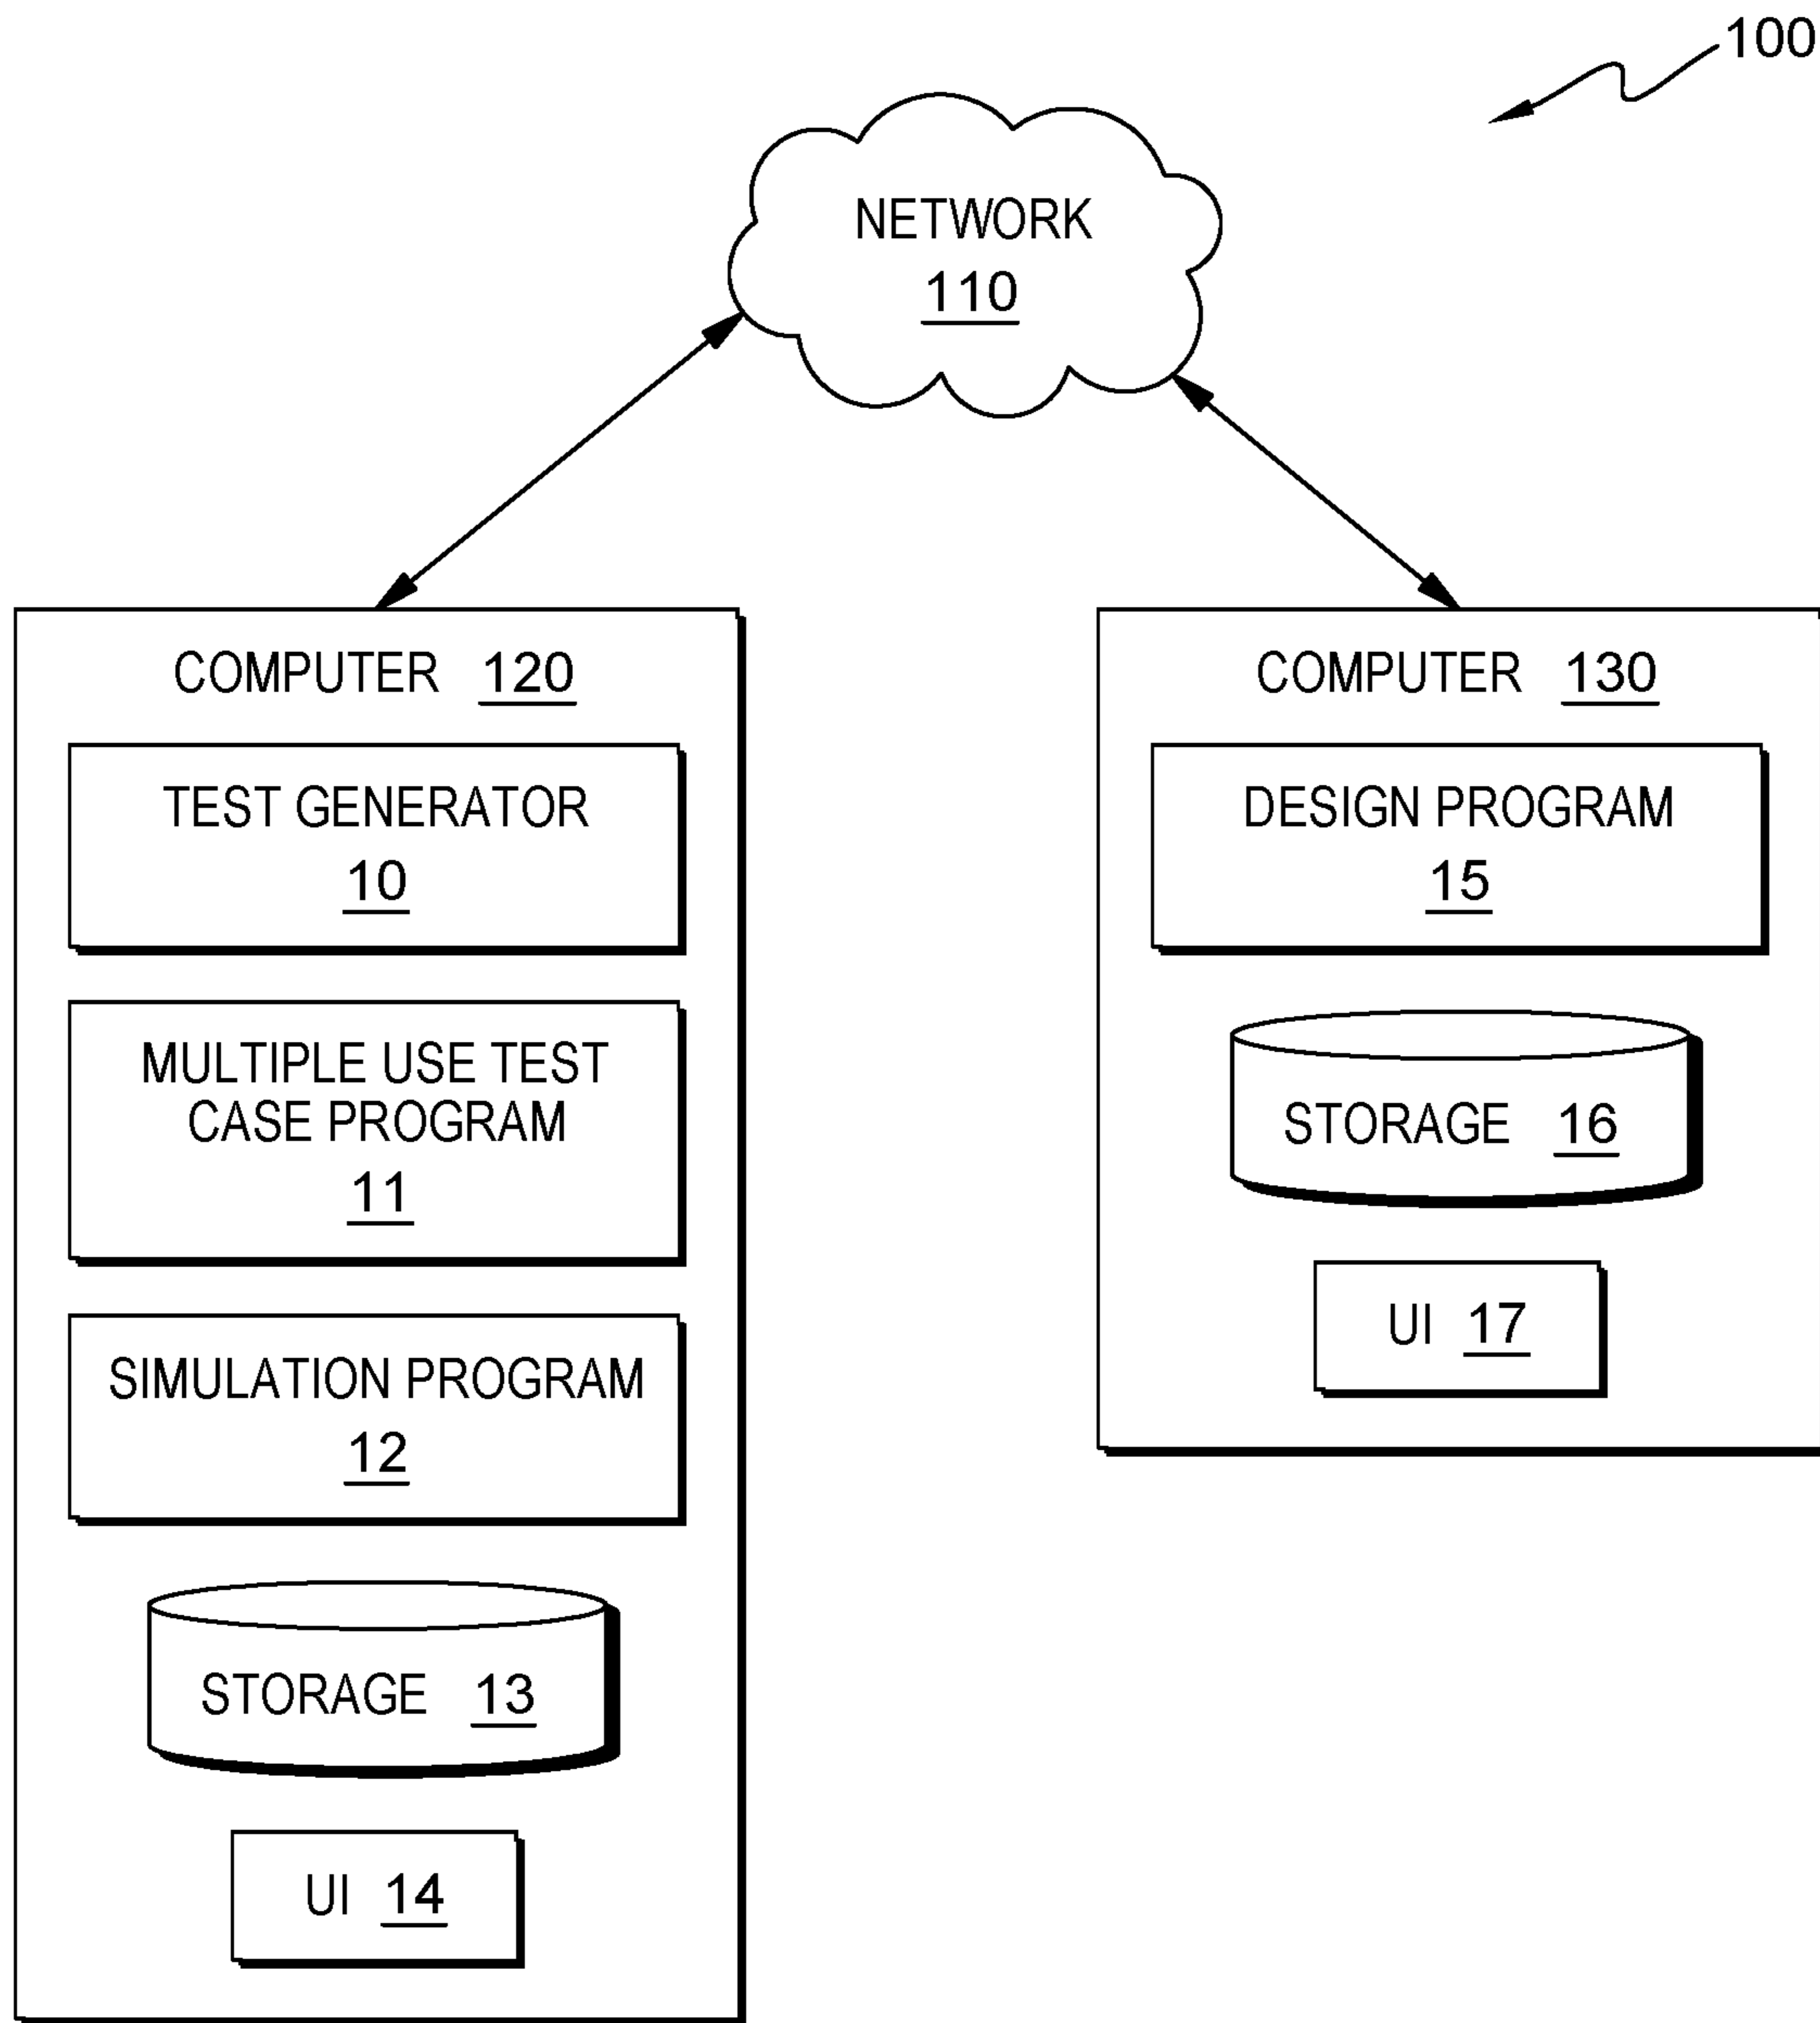 100
NETWORK
110
COMPUTER 120
TEST GENERATOR
10
MULTIPLE USE TEST
CASE PROGRAM
11
SIMULATION PROGRAM
12
STORAGE 13
UI 14
COMPUTER 130
DESIGN PROGRAM
15
STORAGE 16
UI 17